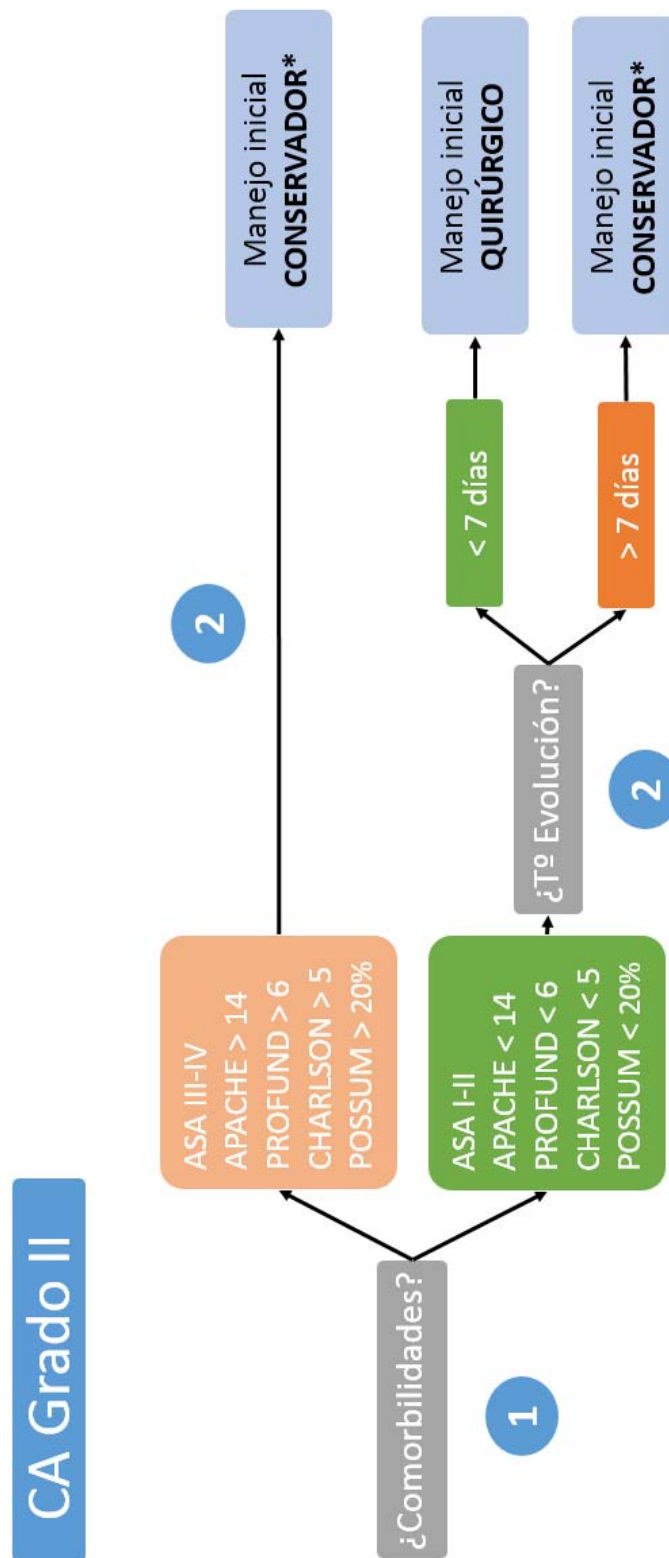 CA Grado II
¿Comorbilidades?
1
ASA III-IV
APACHE > 14
PROFUND > 6
CHARLSON > 5
POSSUM > 20%
2
Manejo inicial
CONSERVADOR*
ASA I-II
APACHE < 14
PROFUND < 6
CHARLSON < 5
POSSUM < 20%
¿Tº Evolución?
2
< 7 días
Manejo inicial
QUIRÚRGICO
> 7 días
Manejo inicial
CONSERVADOR*